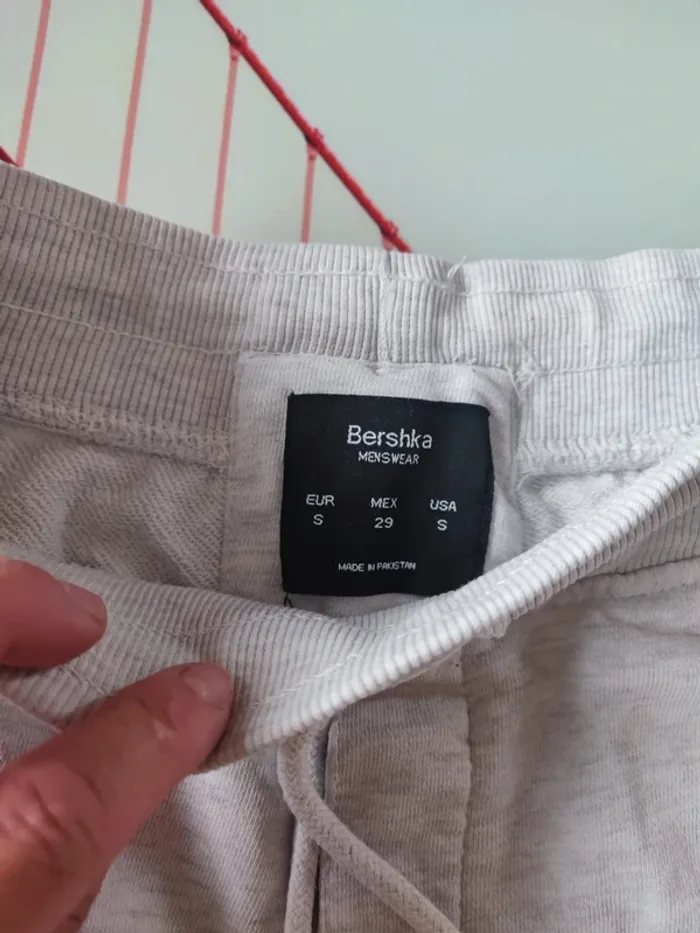 Bershka
MENSWEAR
EUR MEX USA
S 29 S
MADE IN PAKISTAN